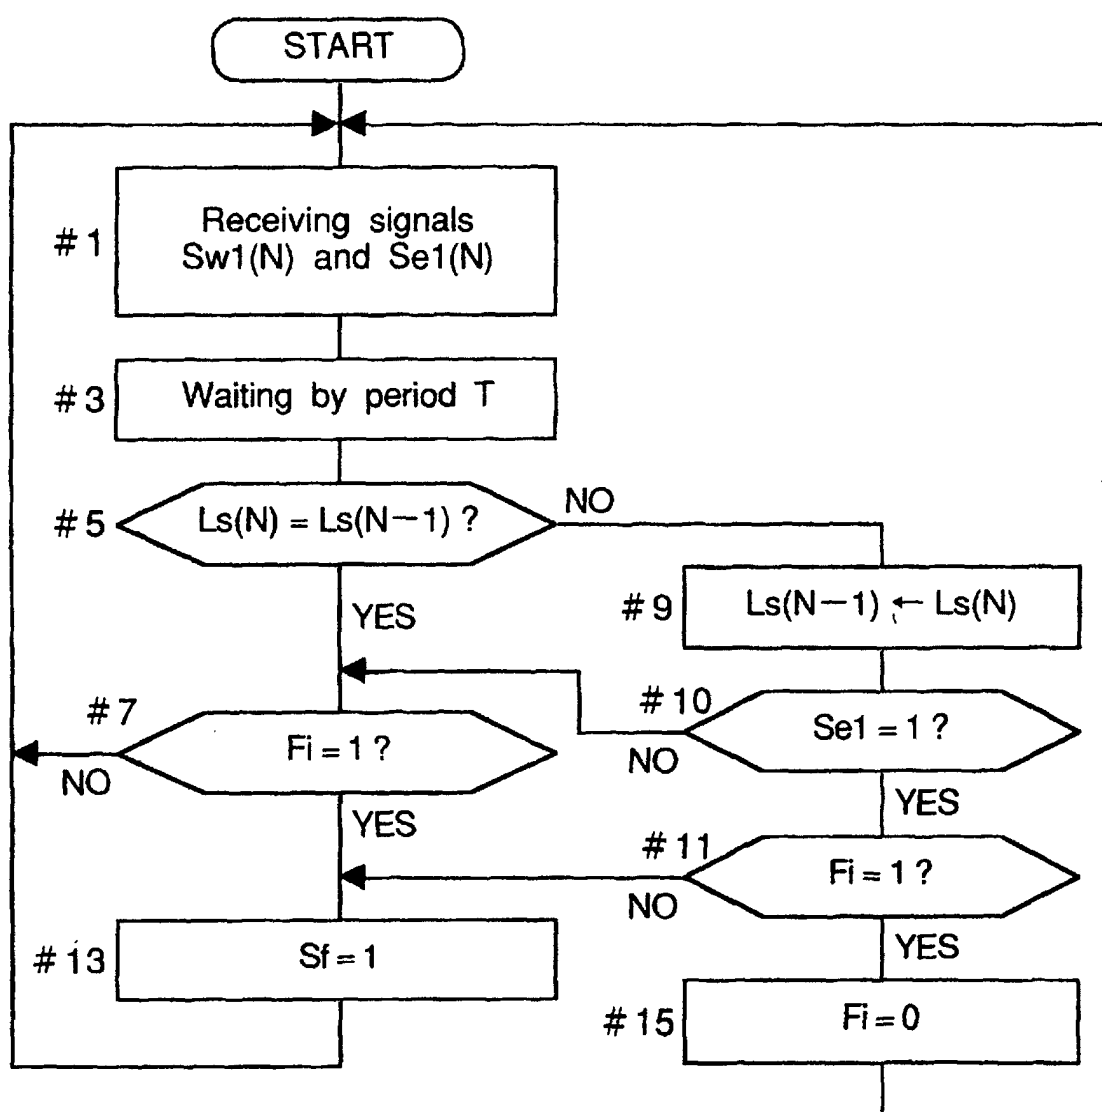 START
#1
Receiving signals
Sw1(N) and Se1(N)
#3
Waiting by period T
#5
Ls(N) = Ls(N−1) ?
NO
YES
#9
Ls(N−1) ← Ls(N)
#7
Fi = 1 ?
NO
YES
#10
Se1 = 1 ?
NO
YES
#11
Fi = 1 ?
NO
YES
#13
Sf = 1
#15
Fi = 0